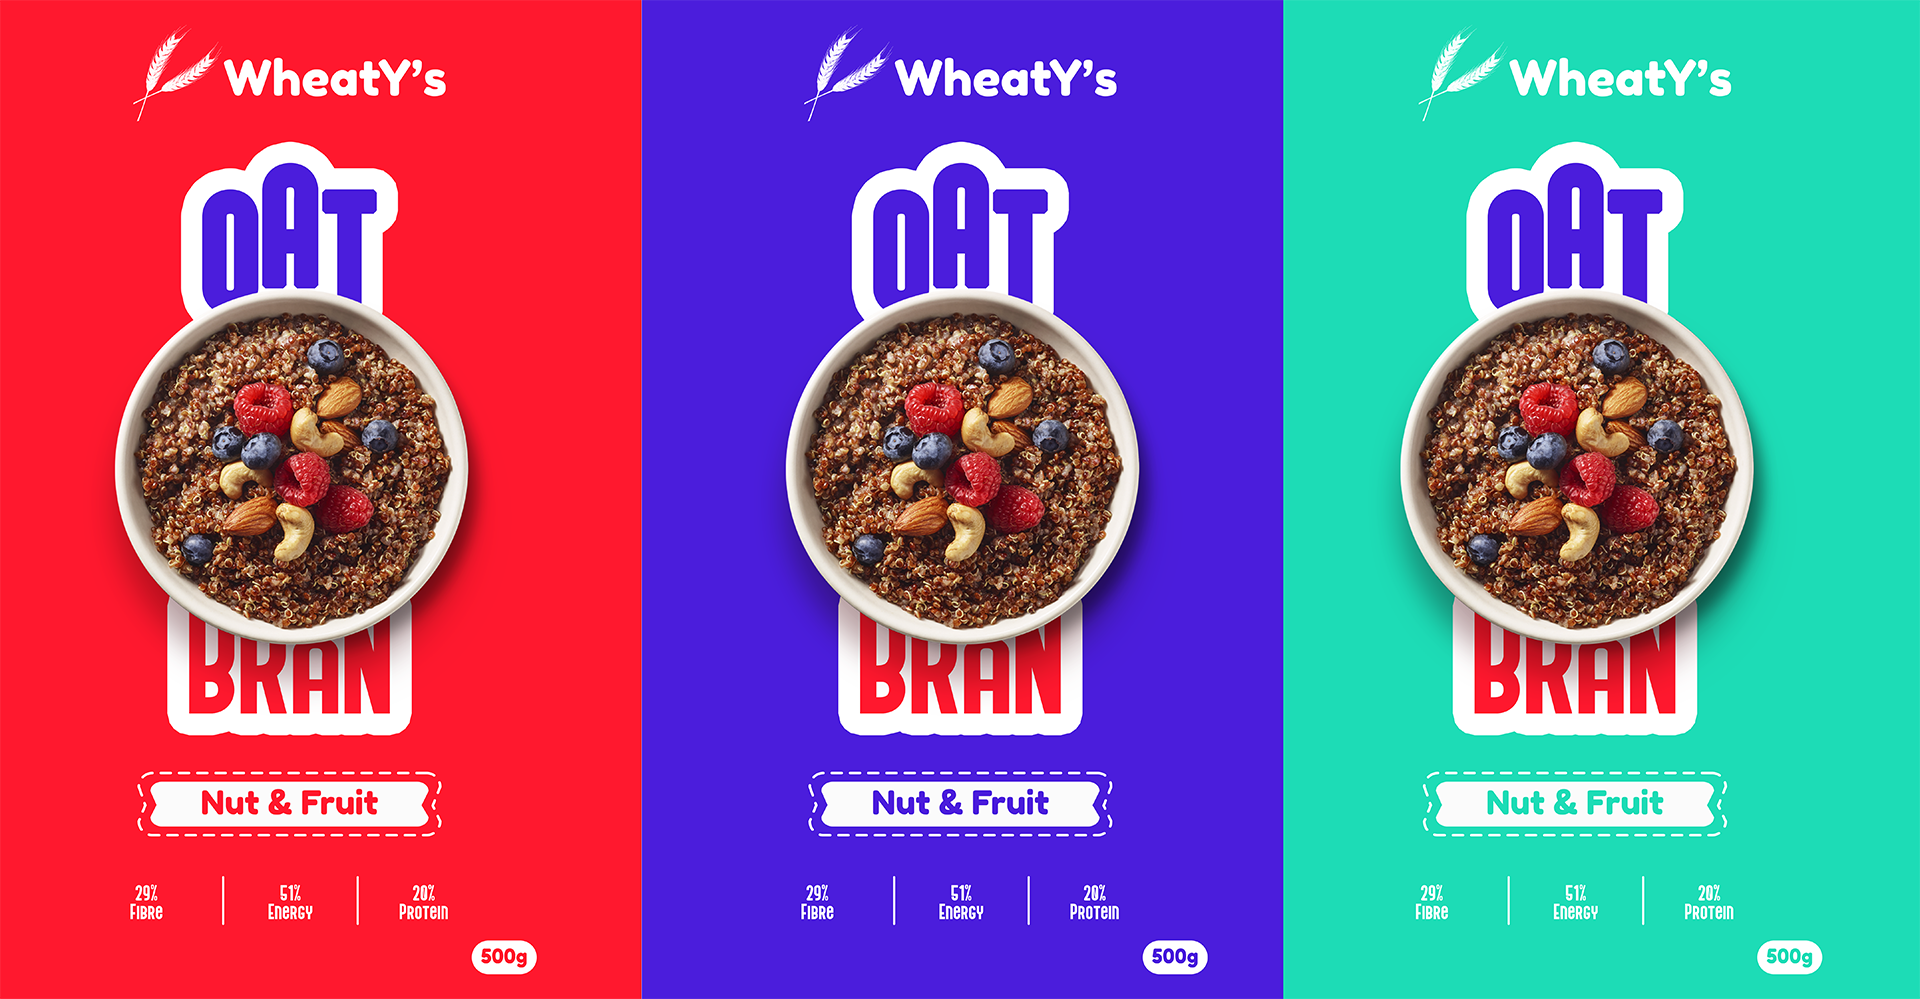 WheatY's
OAT
BRAN
Nut & Fruit
29%
Fibre
51%
Energy
20%
Protein
500g
WheatY's
OAT
BRAN
Nut & Fruit
29%
Fibre
51%
Energy
20%
Protein
500g
WheatY's
OAT
BRAN
Nut & Fruit
29%
Fibre
51%
Energy
20%
Protein
500g